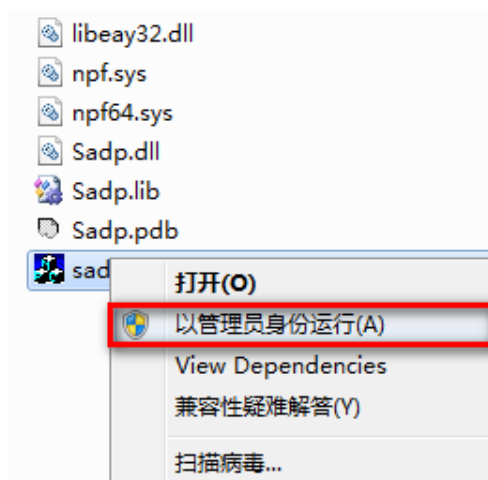 libeay32.dll
npf.sys
npf64.sys
Sadp.dll
Sadp.lib
Sadp.pdb
sad
打开(O)
以管理员身份运行(A)
View Dependencies
兼容性疑难解答(Y)
扫描病毒...